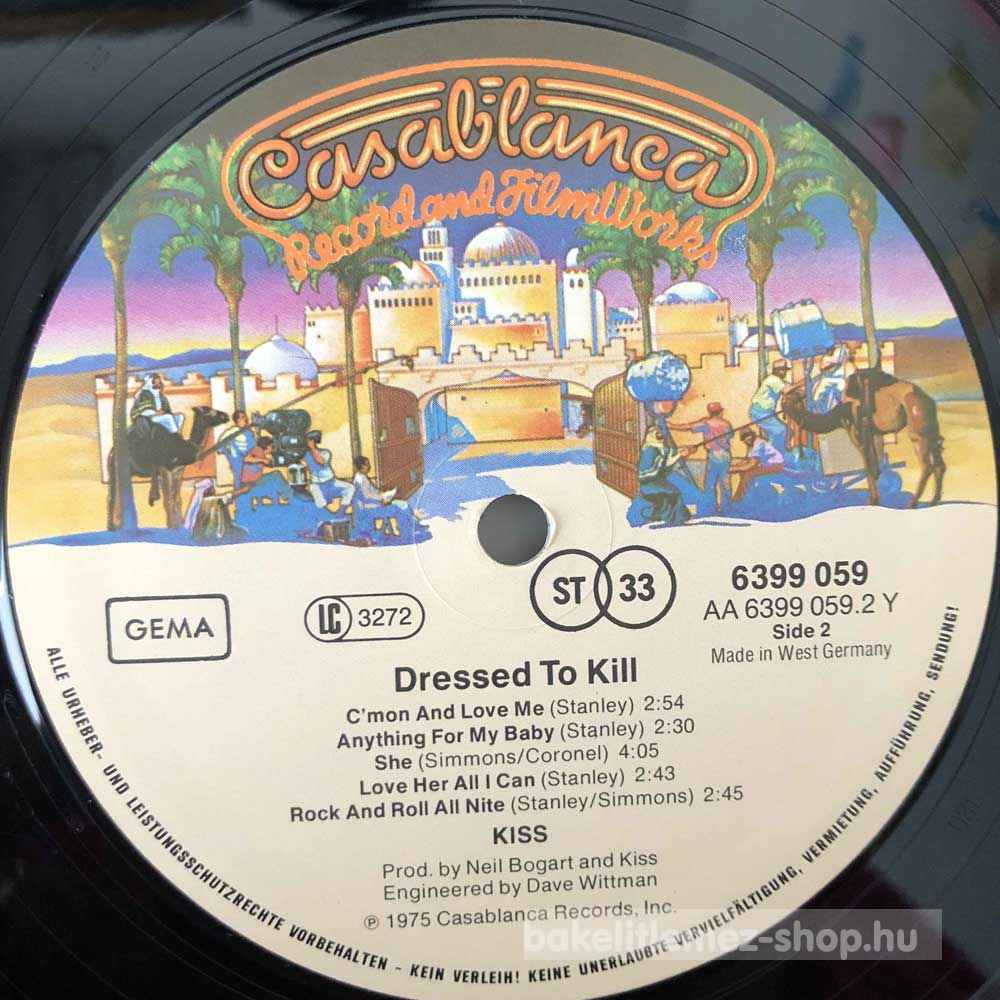 Casablanca
Record and FilmWorks
GEMA
LC 3272
ST 33
6399 059
AA 6399 059.2 Y
Side 2
Made in West Germany
Dressed To Kill
C'mon And Love Me (Stanley) 2:54
Anything For My Baby (Stanley) 2:30
She (Simmons/Coronel) 4:05
Love Her All I Can (Stanley) 2:43
Rock And Roll All Nite (Stanley/Simmons) 2:45
KISS
Prod. by Neil Bogart and Kiss
Engineered by Dave Wittman
℗ 1975 Casablanca Records, Inc.
ALLE URHEBER- UND LEISTUNGSSCHUTZRECHTE VORBEHALTEN - KEIN VERLEIH! KEINE UNERLAUBTE VERVIELFÄLTIGUNG, VERMIETUNG, AUFFÜHRUNG, SENDUNG!
bakelitlemez-shop.hu